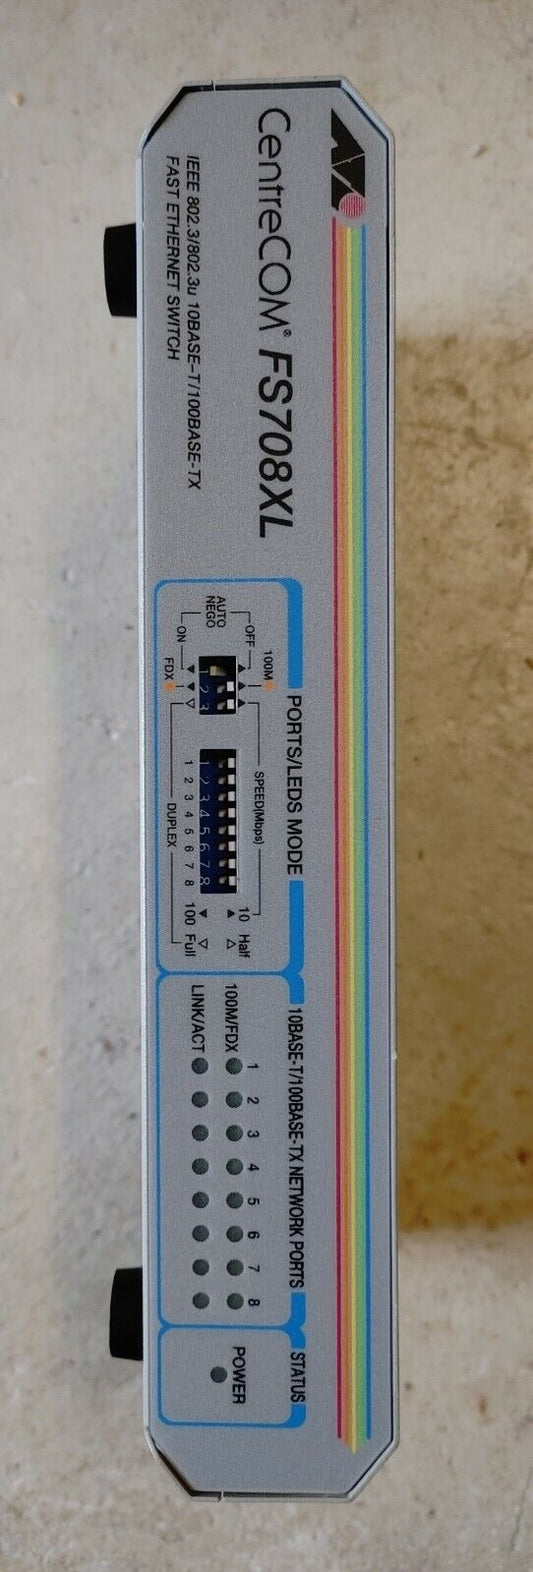 CentreCOM® FS708XL
IEEE 802.3/802.3u 10BASE-T/100BASE-TX
FAST ETHERNET SWITCH
PORTS/LEDS MODE
100M
OFF
AUTO
NEGO
ON
FDX
1 2 3
SPEED(Mbps)
1 2 3 4 5 6 7 8
1 2 3 4 5 6 7 8
DUPLEX
10 Half
100 Full
10BASE-T/100BASE-TX NETWORK PORTS
1 2 3 4 5 6 7 8
100M/FDX
LINK/ACT
STATUS
POWER